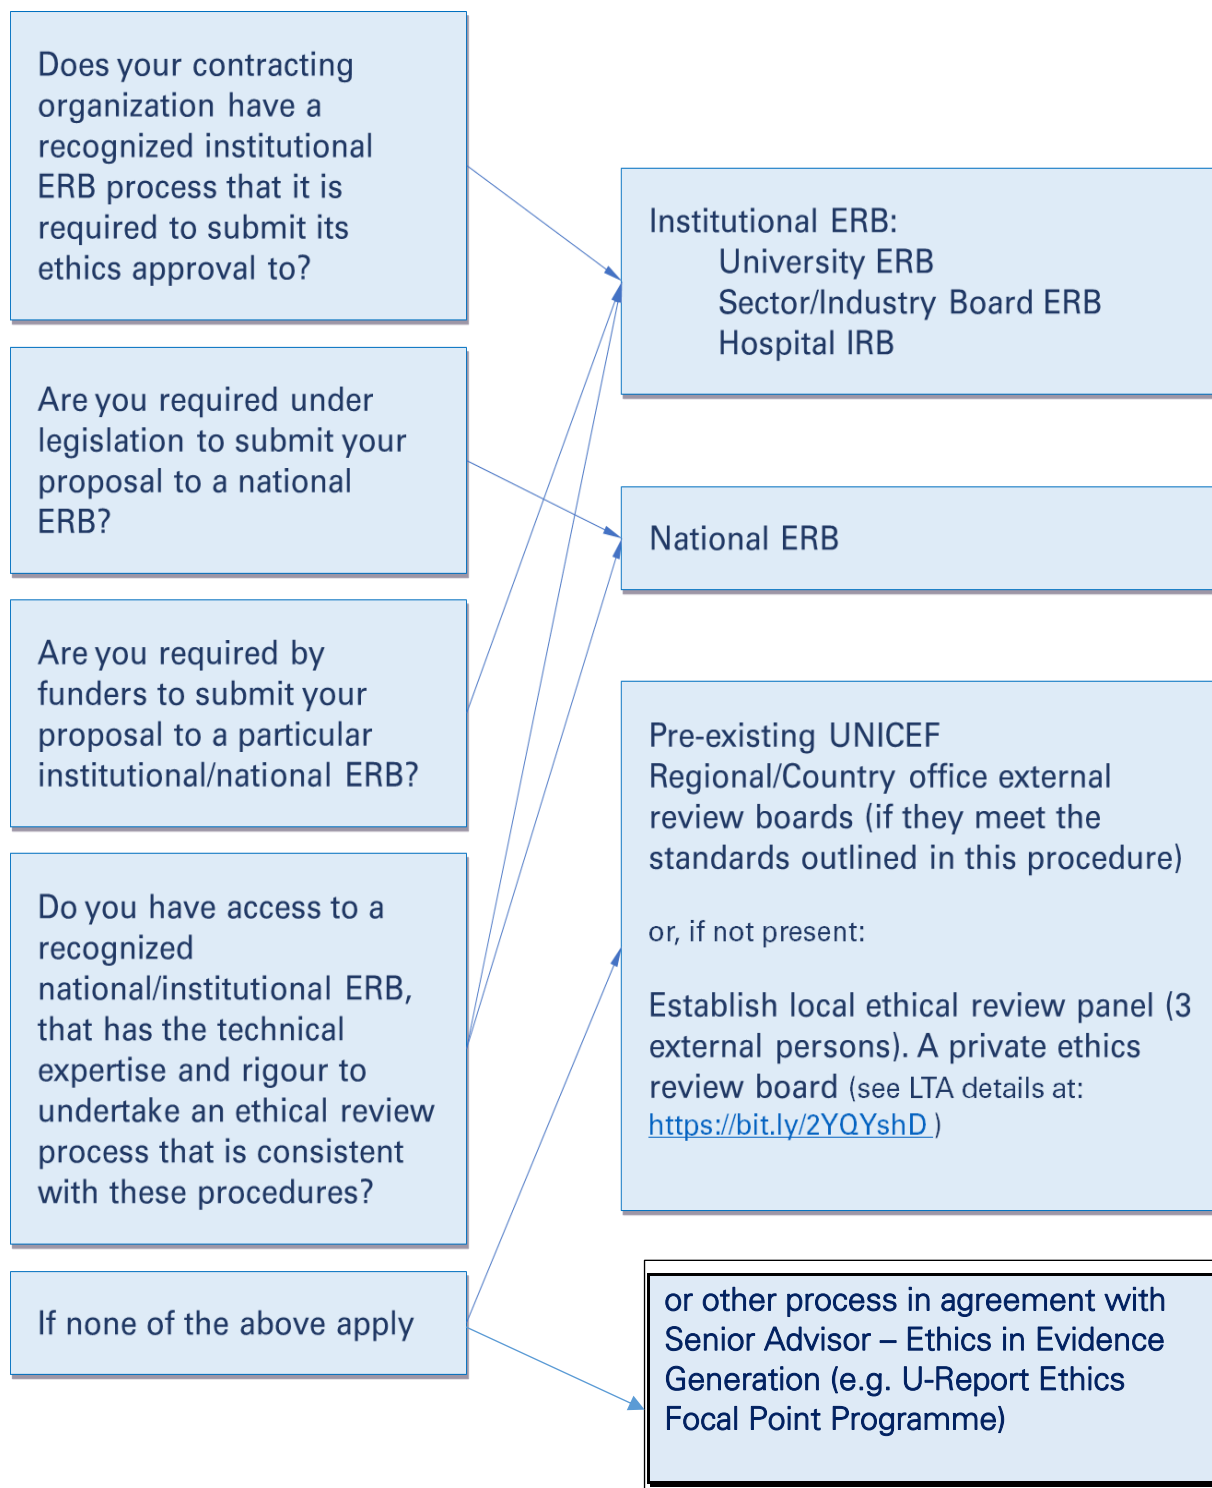 Does your contracting
organization have a
recognized institutional
ERB process that it is
required to submit its
ethics approval to?
Are you required under
legislation to submit your
proposal to a national
ERB?
Are you required by
funders to submit your
proposal to a particular
institutional/national ERB?
Do you have access to a
recognized
national/institutional ERB,
that has the technical
expertise and rigour to
undertake an ethical review
process that is consistent
with these procedures?
If none of the above apply
Institutional ERB:
University ERB
Sector/Industry Board ERB
Hospital IRB
National ERB
Pre-existing UNICEF
Regional/Country office external
review boards (if they meet the
standards outlined in this procedure)
or, if not present:
Establish local ethical review panel (3
external persons). A private ethics
review board (see LTA details at:
https://bit.ly/2YQYshD )
or other process in agreement with
Senior Advisor – Ethics in Evidence
Generation (e.g. U-Report Ethics
Focal Point Programme)